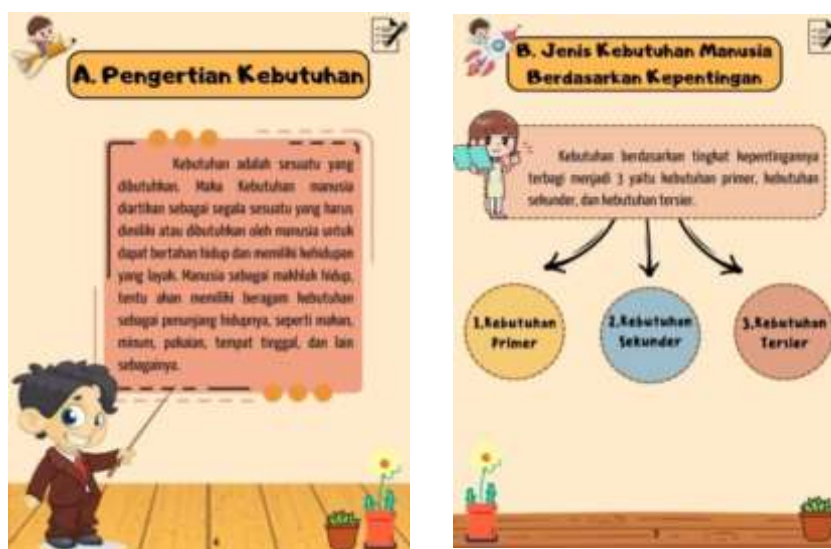 A. Pengertian Kebutuhan
Kebutuhan adalah sesuatu yang
dibutuhkan. Maka Kebutuhan manusia
diartikan sebagai segala sesuatu yang harus
dimiliki atau dibutuhkan oleh manusia untuk
dapat bertahan hidup dan memiliki kehidupan
yang layak. Manusia sebagai makhluk hidup,
tentu akan memiliki beragam kebutuhan
sebagai penunjang hidupnya, seperti makan,
minum, pakaian, tempat tinggal, dan lain
sebagainya.
B. Jenis Kebutuhan Manusia
Berdasarkan Kepentingan
Kebutuhan berdasarkan tingkat kepentingannya
terbagi menjadi 3 yaitu kebutuhan primer, kebutuhan
sekunder, dan kebutuhan tersier.
1.Kebutuhan
Primer
2.Kebutuhan
Sekunder
3.Kebutuhan
Tersier